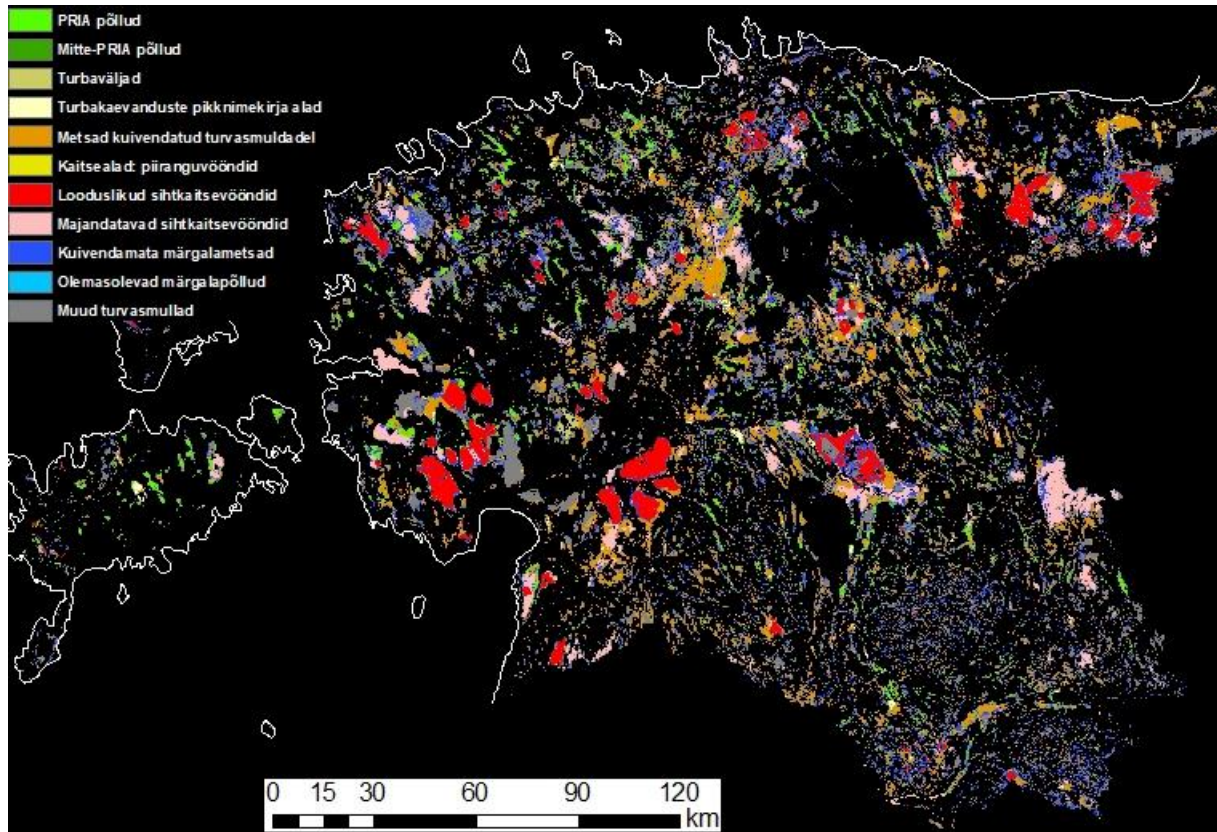 PRIA põllud
Mitte-PRIA põllud
Turbaväljad
Turbakaevanduste pikknimekirja alad
Metsad kuivendatud turvasmuldadel
Kaitsealad: piiranguvööndid
Looduslikud sihtkaitsevööndid
Majandatavad sihtkaitsevööndid
Kuivendamata märgalametsad
Olemasolevad märgalapõllud
Muud turvasmullad
0 15 30 60 90 120
km